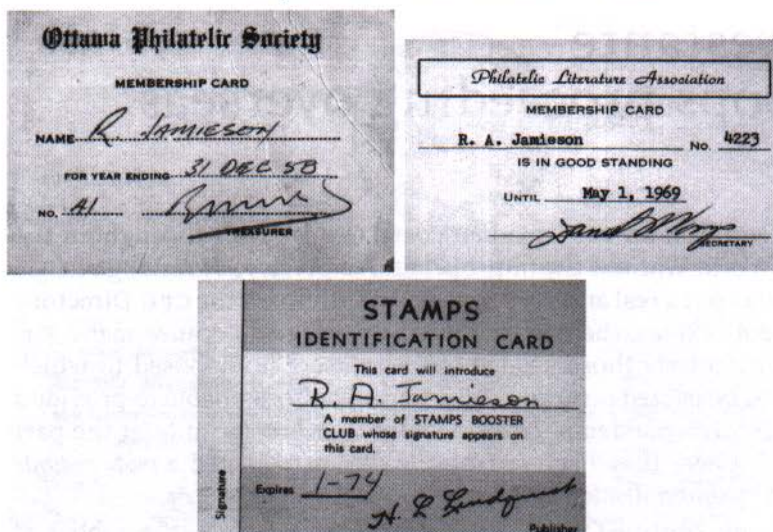 Ottawa Philatelic Society
MEMBERSHIP CARD
NAME R. JAMIESON
FOR YEAR ENDING 31 DEC 58
NO. A1
TREASURER
Philatelic Literature Association
MEMBERSHIP CARD
R. A. Jamieson No. 4223
IS IN GOOD STANDING
UNTIL May 1, 1969
SECRETARY
STAMPS
IDENTIFICATION CARD
This card will introduce
R A. Jamieson
A member of STAMPS BOOSTER
CLUB whose signature appears on
this card.
Expires 1-74
H. L. Lindquist
Publisher
Signature